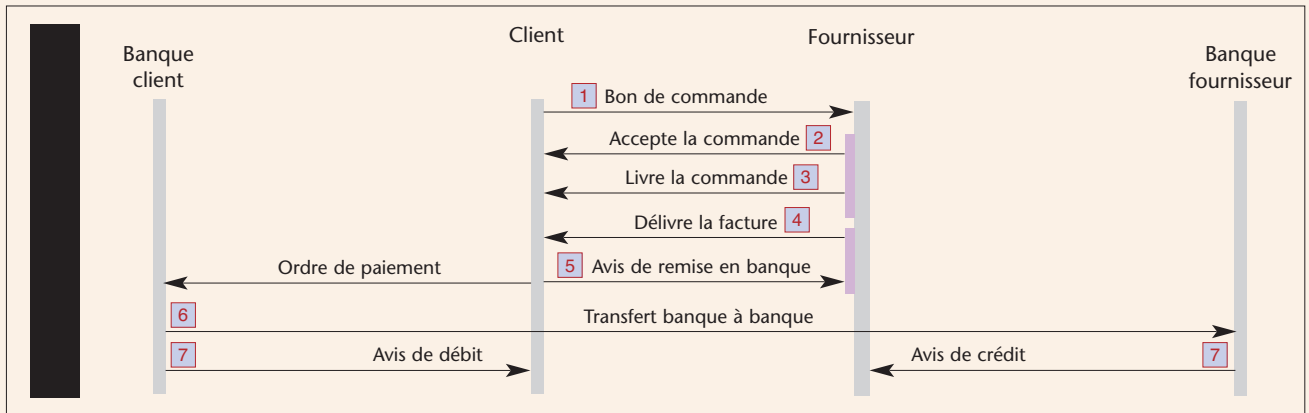 Client
Fournisseur
Banque
client
Banque
fournisseur
1 Bon de commande
Accepte la commande 2
Livre la commande 3
Délivre la facture 4
Ordre de paiement
5 Avis de remise en banque
6 Transfert banque à banque
7 Avis de débit
Avis de crédit 7